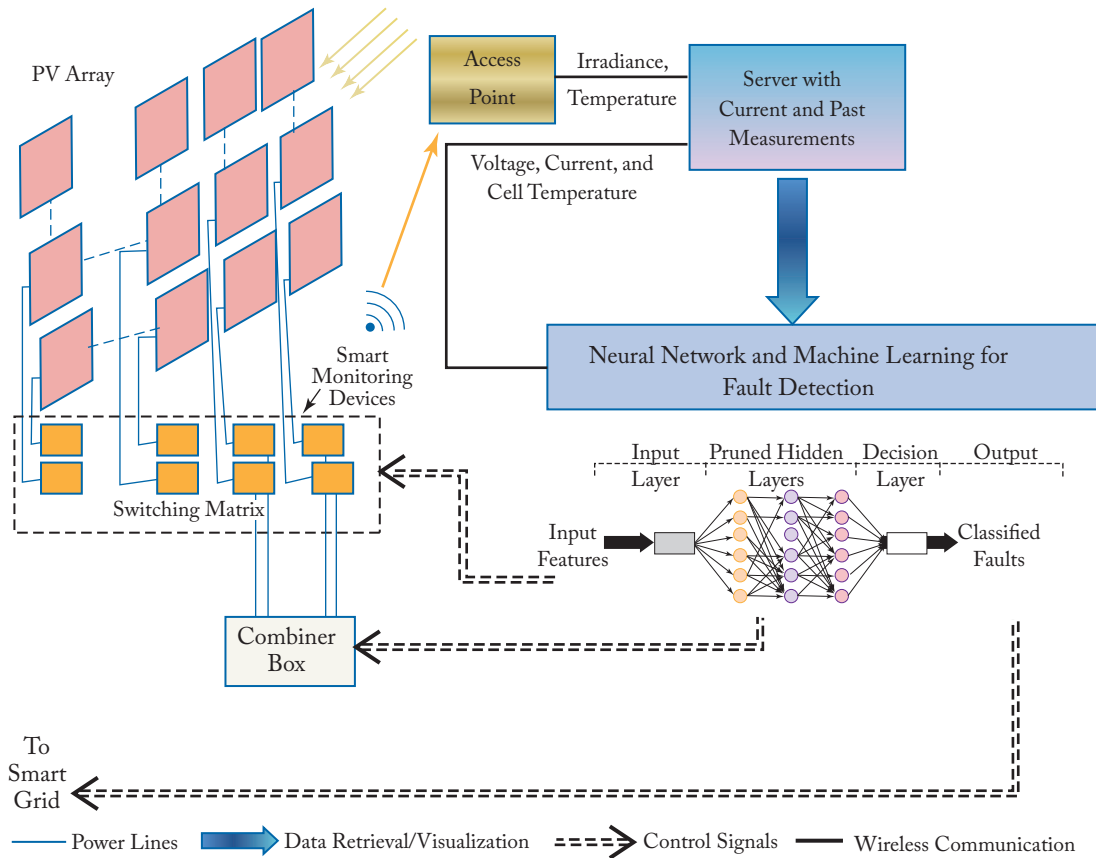 PV Array
Access
Point
Irradiance,
Temperature
Server with
Current and Past
Measurements
Voltage, Current, and
Cell Temperature
Neural Network and Machine Learning for
Fault Detection
Smart
Monitoring
Devices
Switching Matrix
Input
Layer
Pruned Hidden
Layers
Decision
Layer
Output
Input
Features
Classified
Faults
Combiner
Box
To
Smart
Grid
Power Lines
Data Retrieval/Visualization
Control Signals
Wireless Communication